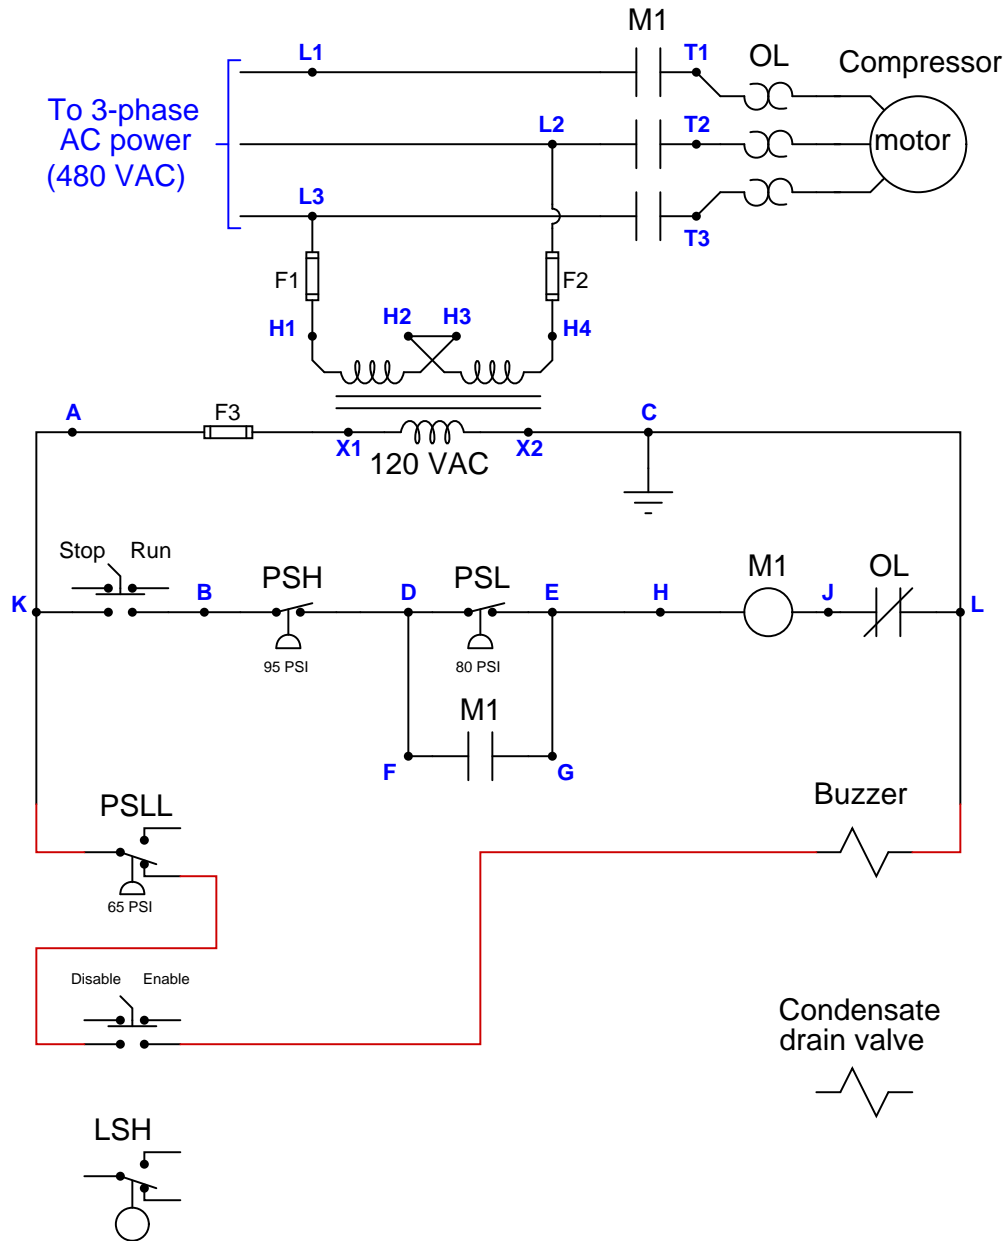 M1
L1
T1
OL
Compressor
To 3-phase
AC power
(480 VAC)
L2
T2
motor
L3
T3
F1
F2
H1
H2
H3
H4
A
F3
X1
X2
C
120 VAC
Stop Run
K
B
PSH
95 PSI
D
PSL
80 PSI
E
H
M1
J
OL
L
M1
F
G
PSLL
65 PSI
Buzzer
Disable Enable
Condensate
drain valve
LSH